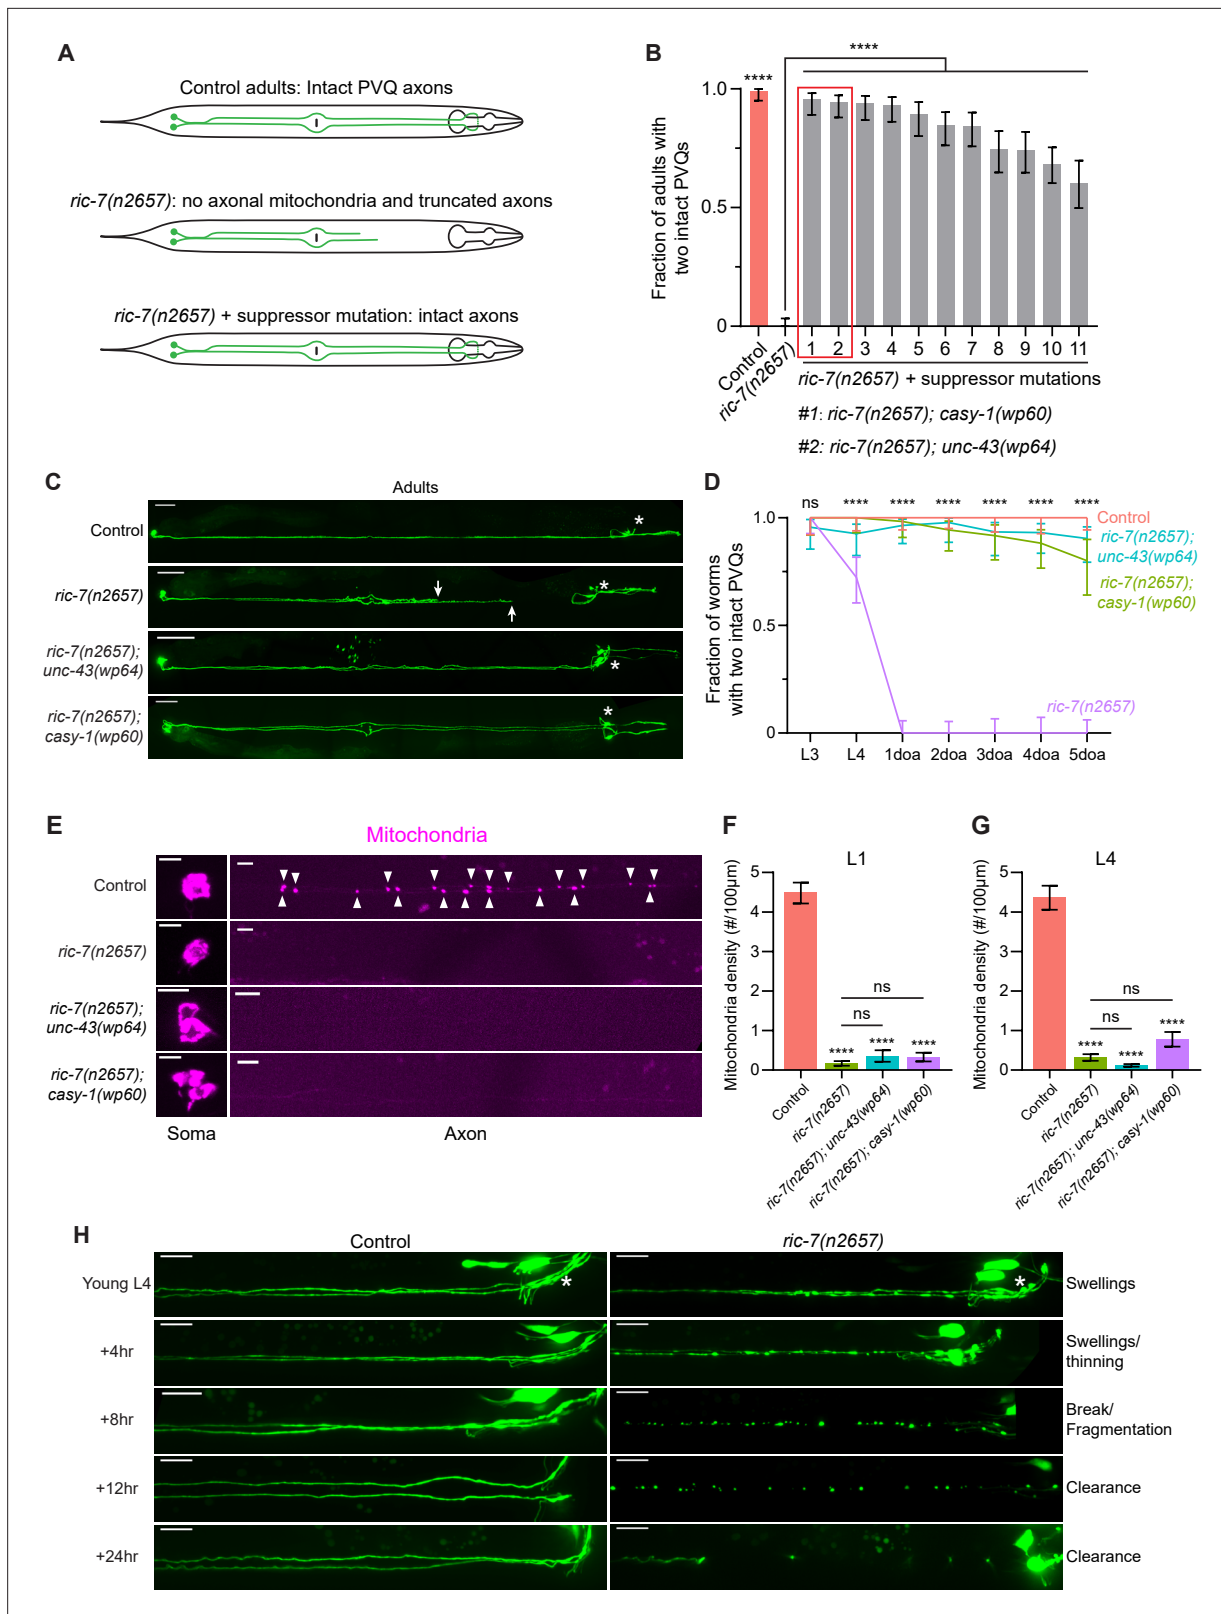 A
Control adults: Intact PVQ axons
ric-7(n2657): no axonal mitochondria and truncated axons
ric-7(n2657) + suppressor mutation: intact axons
B
****
****
Fraction of adults with
two intact PVQs
1.0
0.5
0
Control
ric-7(n2657)
1 2 3 4 5 6 7 8 9 10 11
ric-7(n2657) + suppressor mutations
#1: ric-7(n2657); casy-1(wp60)
#2: ric-7(n2657); unc-43(wp64)
C
Adults
Control
*
ric-7(n2657)
*
ric-7(n2657);
unc-43(wp64)
*
ric-7(n2657);
casy-1(wp60)
*
D
ns **** **** **** **** **** ****
Fraction of worms
with two intact PVQs
1.0
0.5
0
Control
ric-7(n2657);
unc-43(wp64)
ric-7(n2657);
casy-1(wp60)
ric-7(n2657)
L3 L4 1doa 2doa 3doa 4doa 5doa
E
Mitochondria
Control
ric-7(n2657)
ric-7(n2657);
unc-43(wp64)
ric-7(n2657);
casy-1(wp60)
Soma Axon
F
L1
Mitochondria density (#/100µm)
5
4
3
2
1
0
ns
ns
**** **** ****
Control
ric-7(n2657)
ric-7(n2657); unc-43(wp64)
ric-7(n2657); casy-1(wp60)
G
L4
Mitochondria density (#/100µm)
5
4
3
2
1
0
ns
ns
**** **** ****
Control
ric-7(n2657)
ric-7(n2657); unc-43(wp64)
ric-7(n2657); casy-1(wp60)
H
Control ric-7(n2657)
Young L4 * * Swellings
+4hr Swellings/
thinning
+8hr Break/
Fragmentation
+12hr Clearance
+24hr Clearance